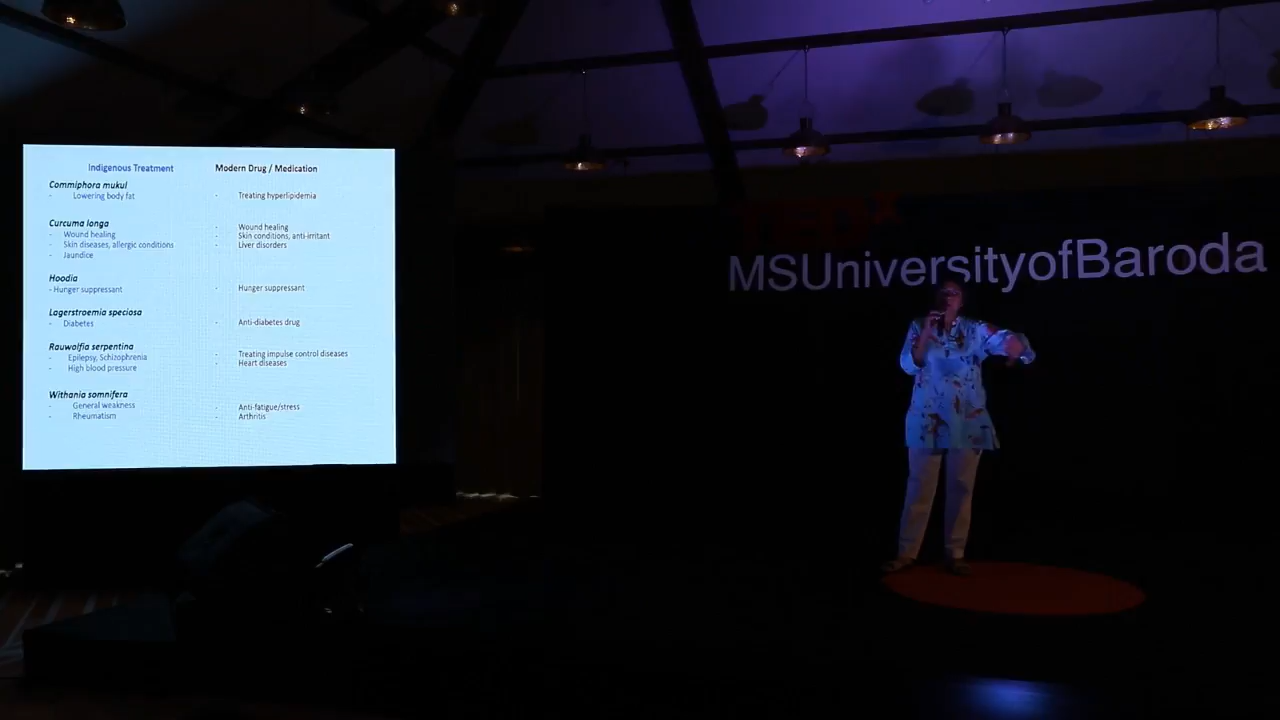 Indigenous Treatment Modern Drug / Medication
Commiphora mukul
- Lowering body fat - Treating hyperlipidemia
Curcuma longa
- Wound healing - Wound healing
- Skin diseases, allergic conditions - Skin conditions, anti-irritant
- Jaundice - Liver disorders
Hoodia
- Hunger suppressant - Hunger suppressant
Lagerstroemia speciosa
- Diabetes - Anti-diabetes drug
Rauwolfia serpentina
- Epilepsy, Schizophrenia - Treating impulse control diseases
- High blood pressure - Heart diseases
Withania somnifera
- General weakness - Anti-fatigue/stress
- Rheumatism - Arthritis
TEDx
MSUniversityofBaroda